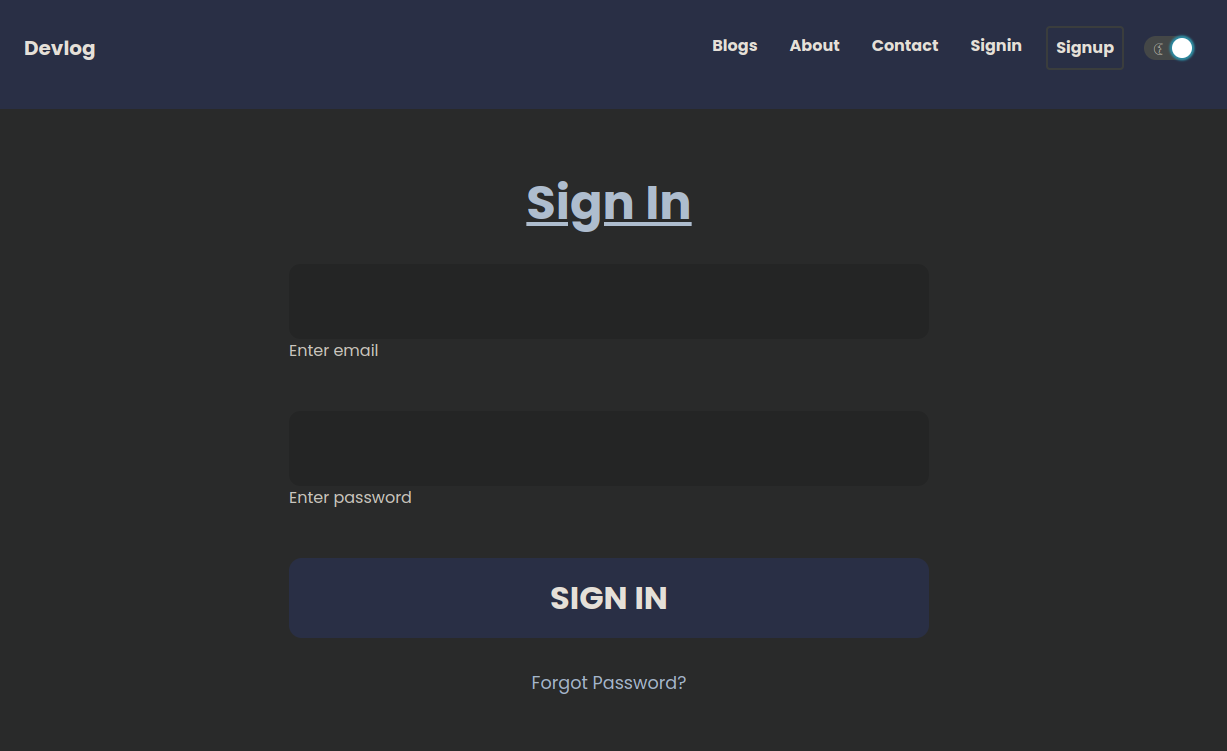 Devlog
Blogs About Contact Signin Signup
Sign In
Enter email
Enter password
SIGN IN
Forgot Password?